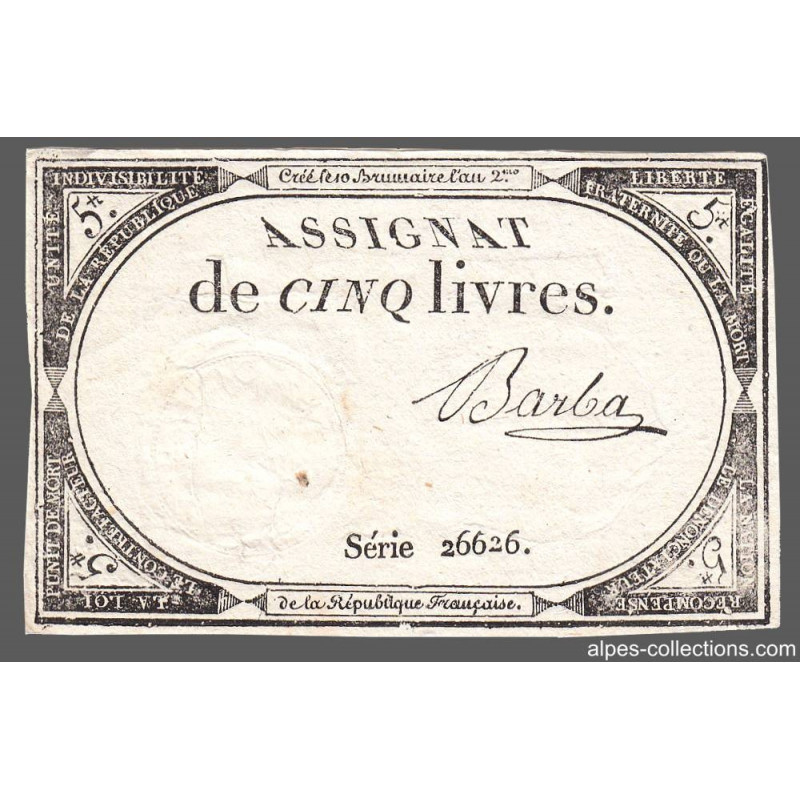 Créé le 10 Brumaire l'an 2.me
UNITÉ INDIVISIBILITÉ
DE LA RÉPUBLIQUE
LIBERTÉ ÉGALITÉ
FRATERNITÉ OU LA MORT
5.
5.
ASSIGNAT
de CINQ livres.
Barba
Série 26626.
LA LOI PUNIT DE MORT
LE CONTREFACTEUR
LA NATION RÉCOMPENSE
LE DÉNONCIATEUR
5.
5.
de la République Française.
alpes-collections.com